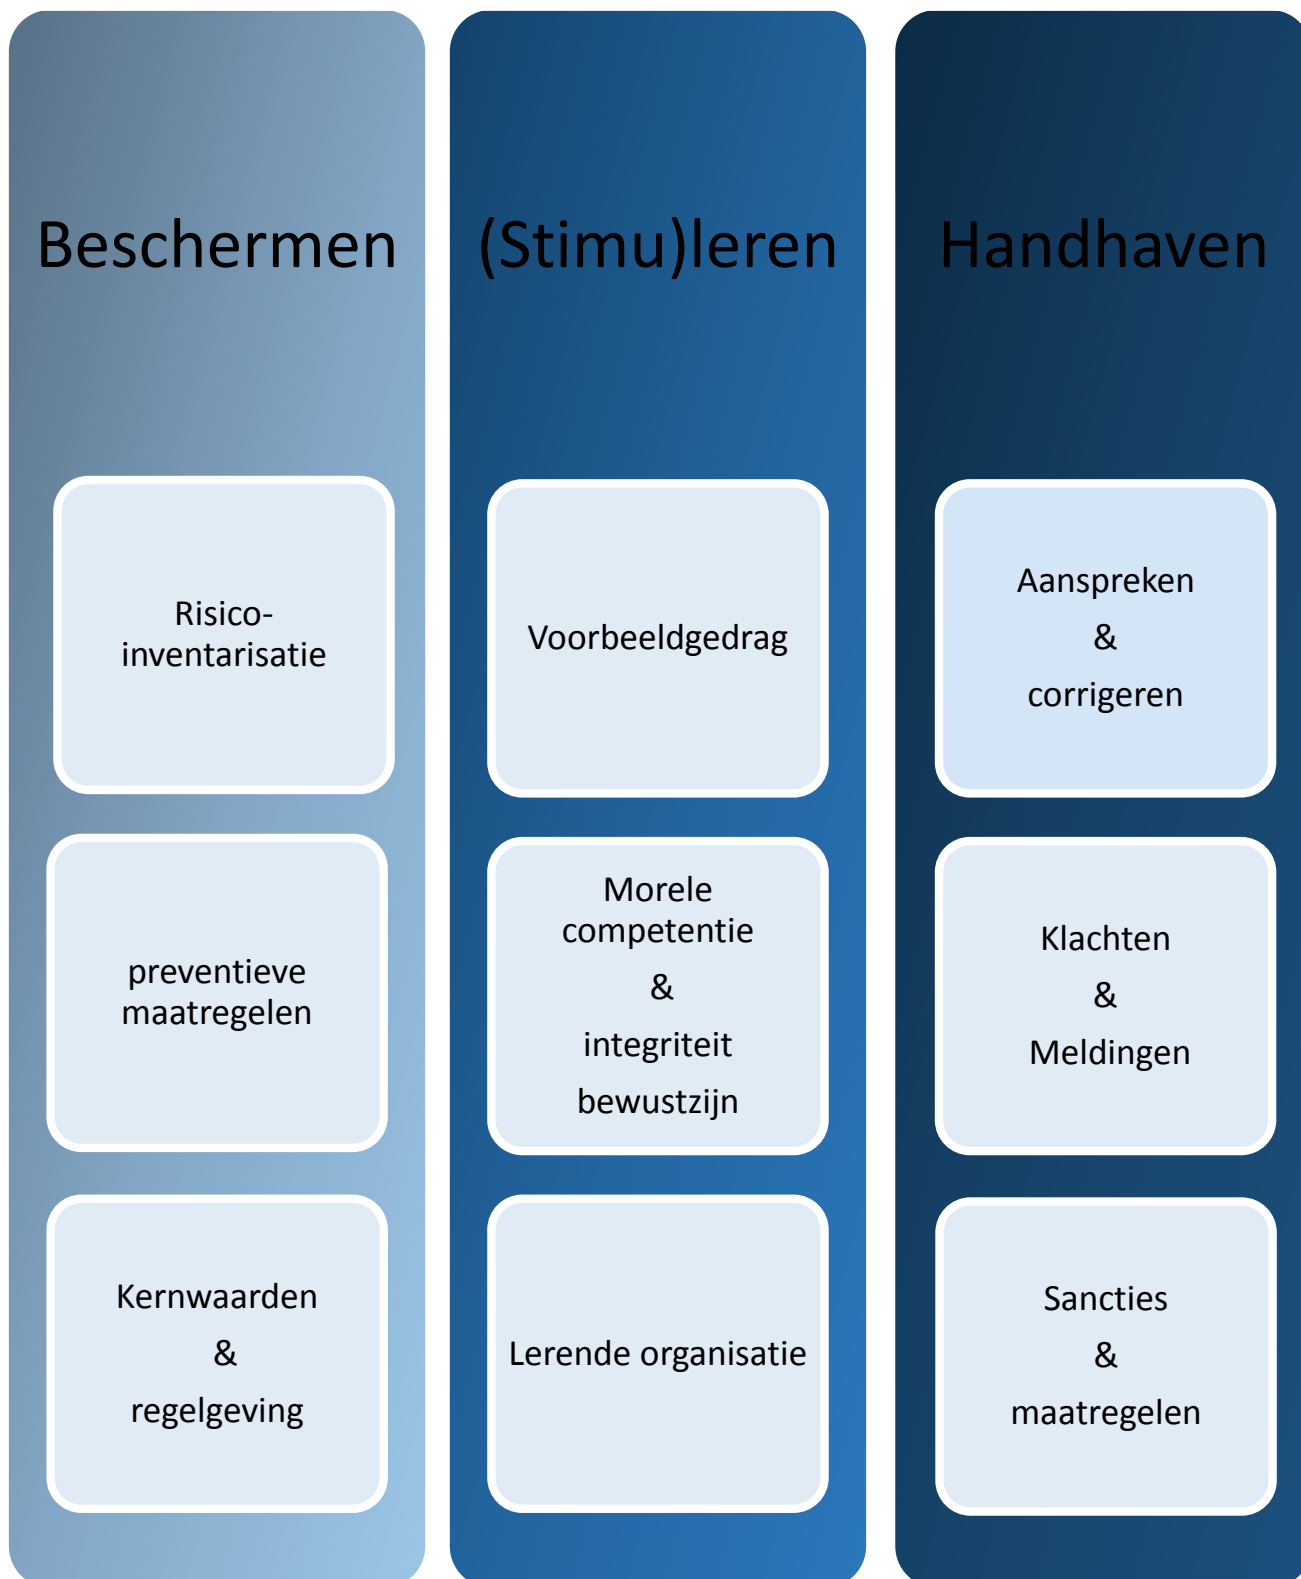 Beschermen
Risico-
inventarisatie
preventieve
maatregelen
Kernwaarden
&
regelgeving
(Stimu)leren
Voorbeeldgedrag
Morele
competentie
&
integriteit
bewustzijn
Lerende organisatie
Handhaven
Aanspreken
&
corrigeren
Klachten
&
Meldingen
Sancties
&
maatregelen